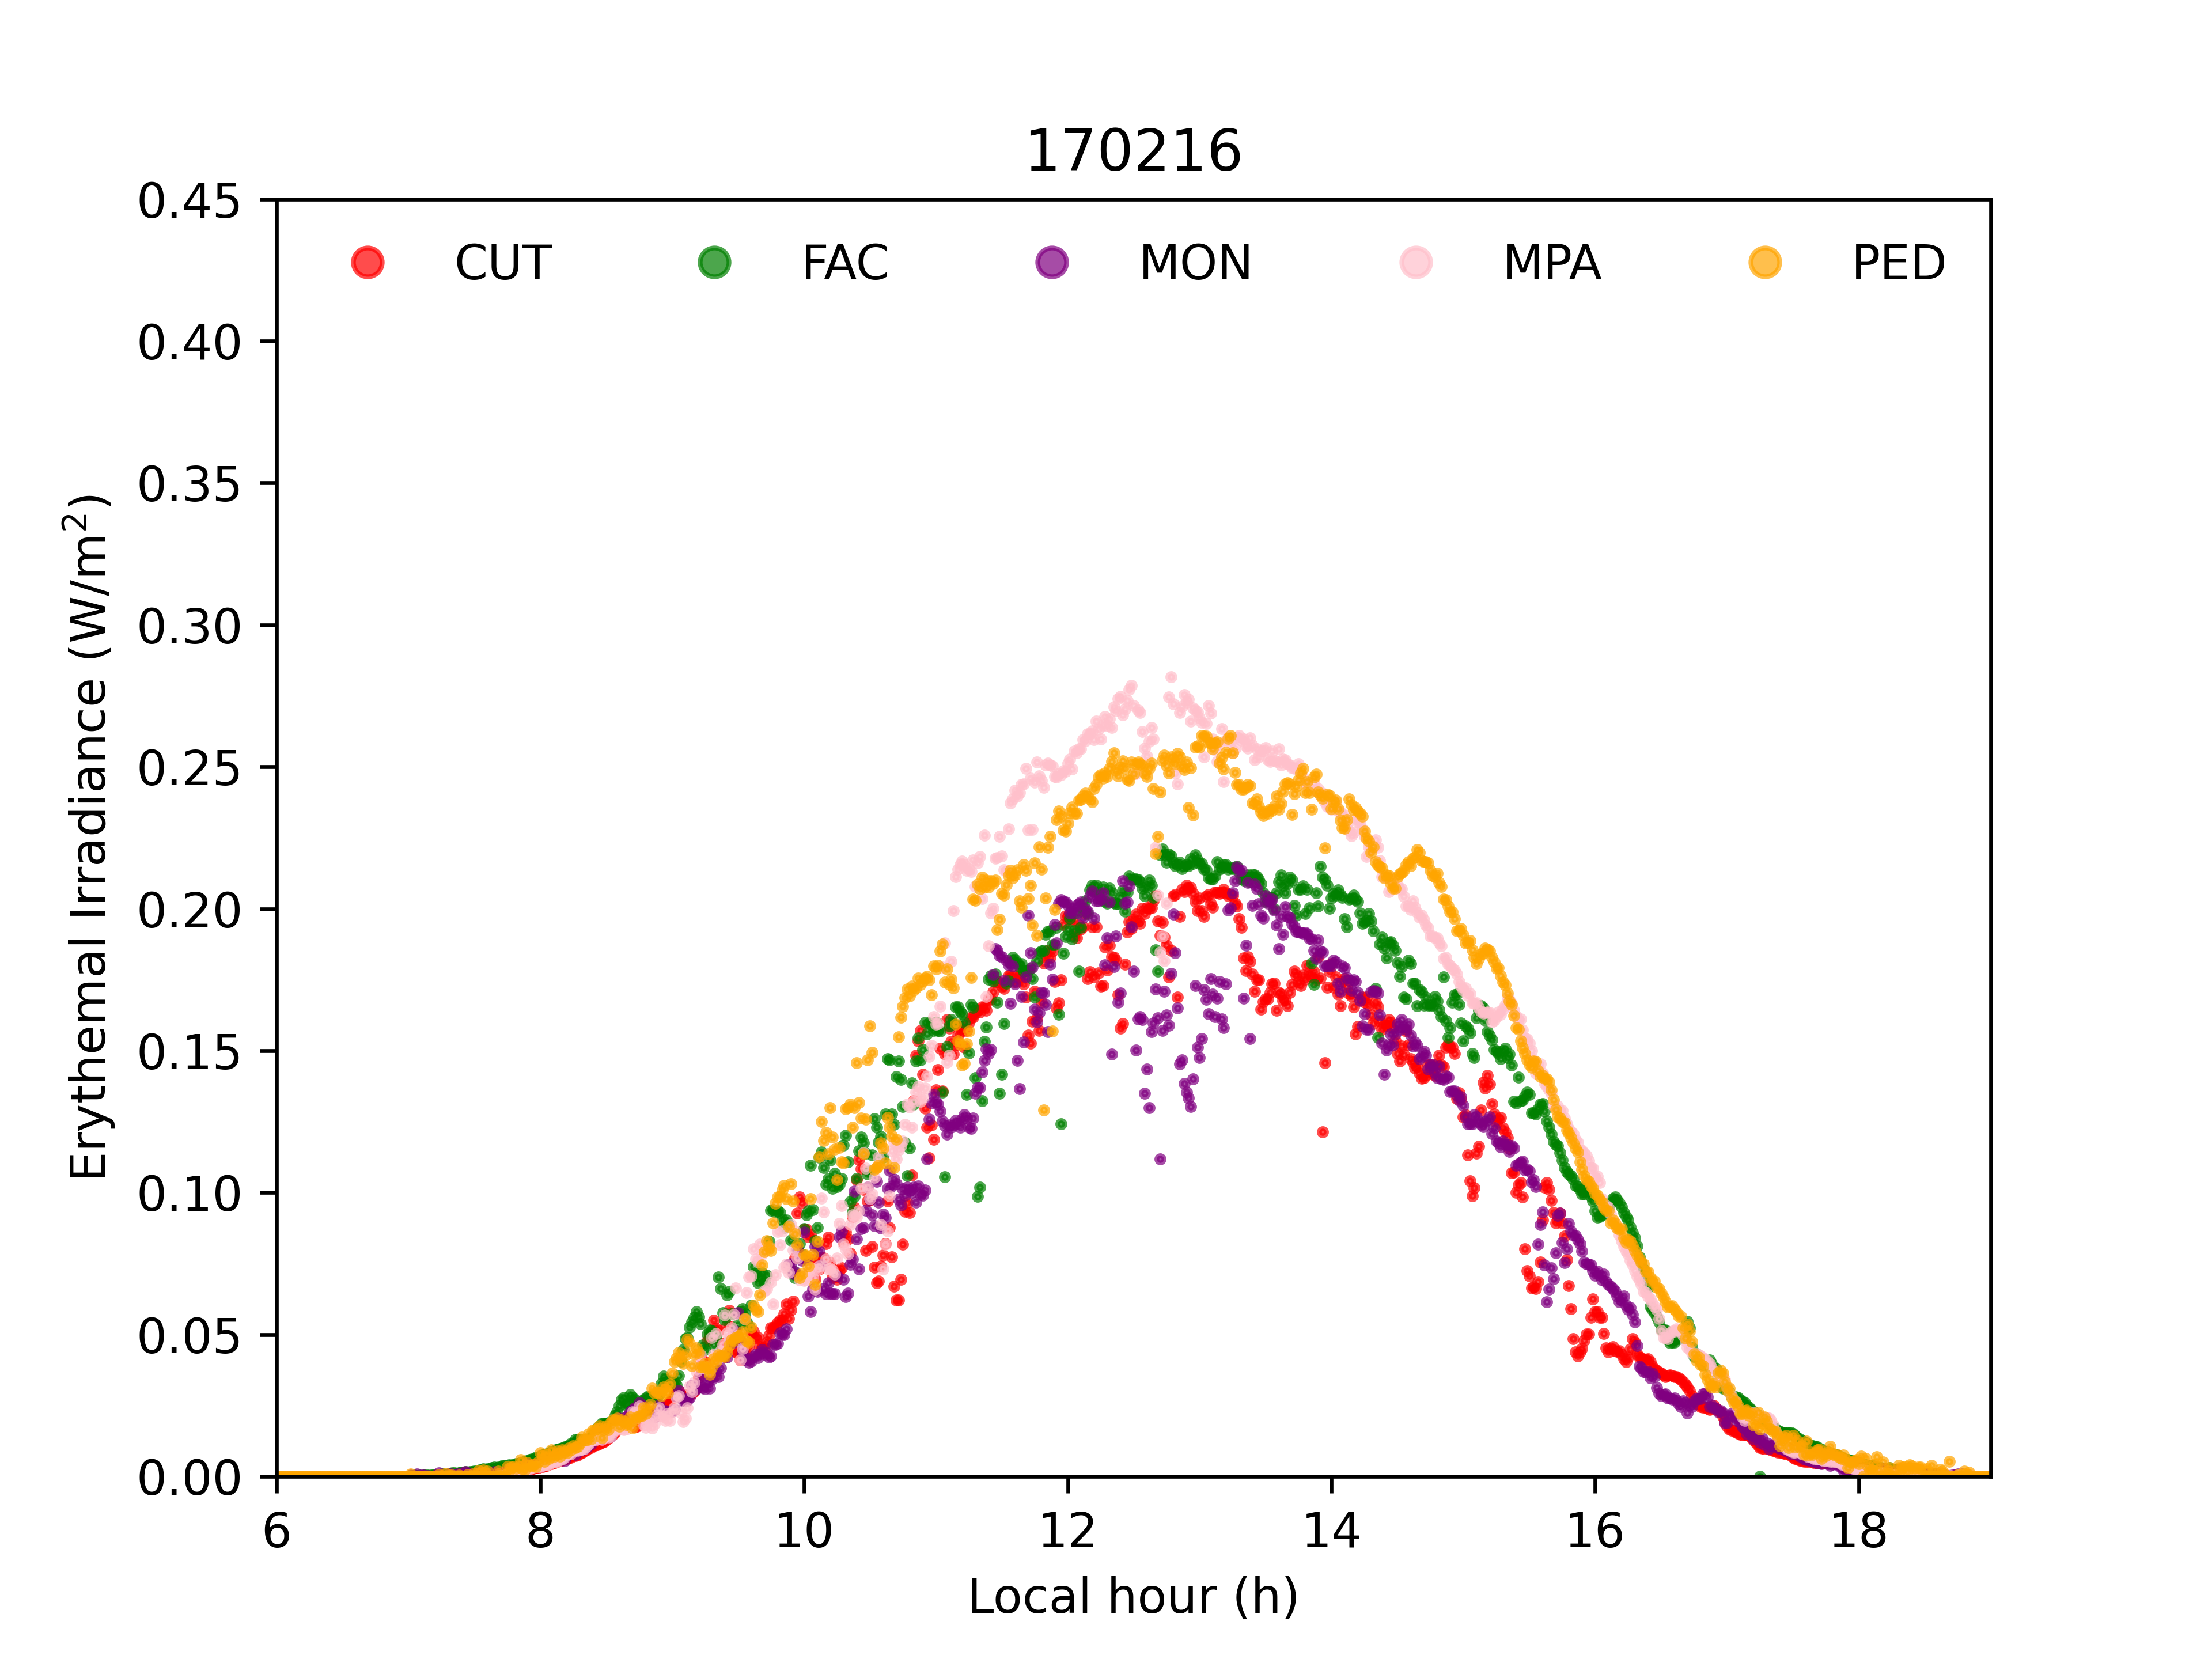 170216
CUT FAC MON MPA PED
0.45
0.40
0.35
0.30
0.25
0.20
0.15
0.10
0.05
0.00
Erythemal Irradiance (W/m²)
6 8 10 12 14 16 18
Local hour (h)